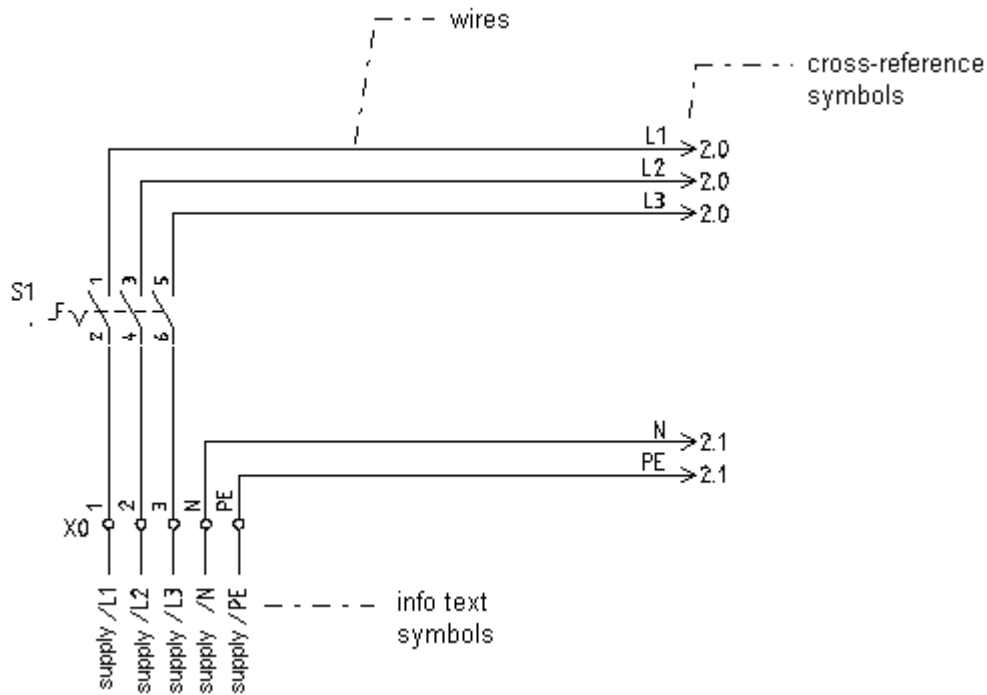 wires
cross-reference
symbols
L1
2.0
L2
2.0
L3
2.0
S1
1
3
5
2
4
6
N
2.1
PE
2.1
X0
1
2
3
N
PE
supply /L1
supply /L2
supply /L3
supply /N
supply /PE
info text
symbols